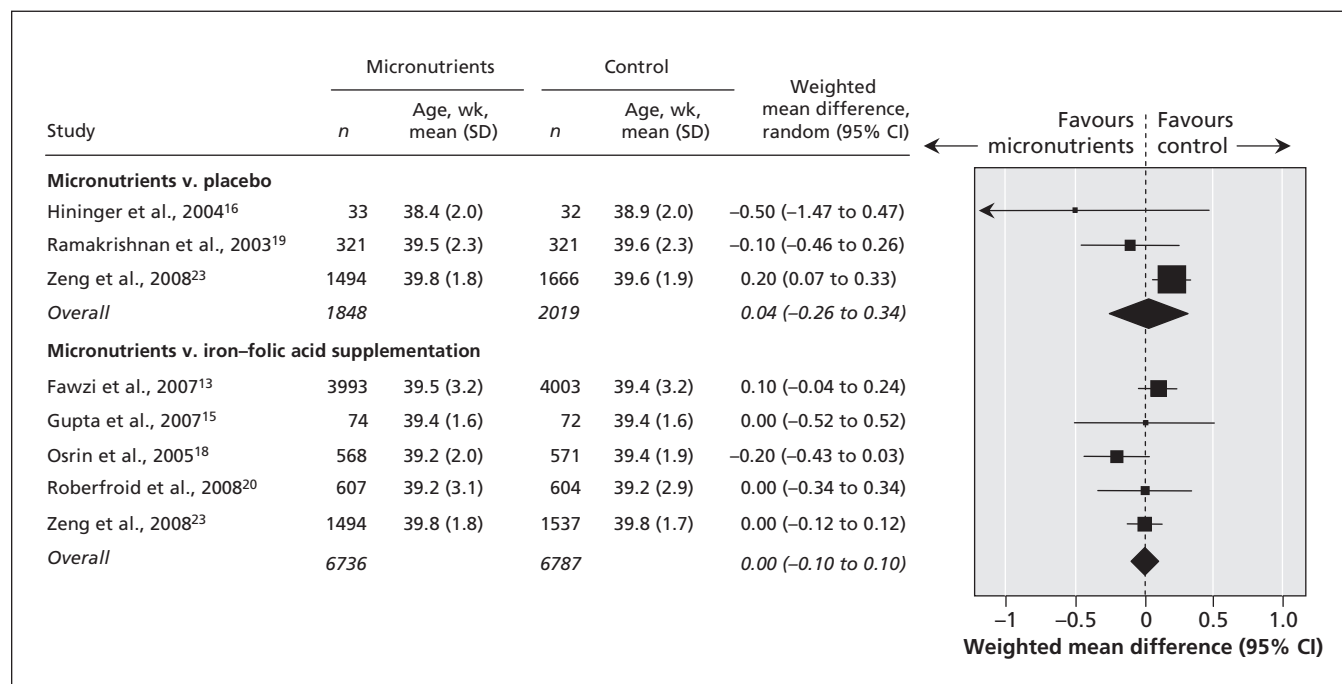 Micronutrients Control
Weighted mean difference, random (95% CI)
Study n Age, wk, mean (SD) n Age, wk, mean (SD)
Favours micronutrients Favours control
Micronutrients v. placebo
Hininger et al., 2004¹⁶ 33 38.4 (2.0) 32 38.9 (2.0) –0.50 (–1.47 to 0.47)
Ramakrishnan et al., 2003¹⁹ 321 39.5 (2.3) 321 39.6 (2.3) –0.10 (–0.46 to 0.26)
Zeng et al., 2008²³ 1494 39.8 (1.8) 1666 39.6 (1.9) 0.20 (0.07 to 0.33)
Overall 1848 2019 0.04 (–0.26 to 0.34)
Micronutrients v. iron–folic acid supplementation
Fawzi et al., 2007¹³ 3993 39.5 (3.2) 4003 39.4 (3.2) 0.10 (–0.04 to 0.24)
Gupta et al., 2007¹⁵ 74 39.4 (1.6) 72 39.4 (1.6) 0.00 (–0.52 to 0.52)
Osrin et al., 2005¹⁸ 568 39.2 (2.0) 571 39.4 (1.9) –0.20 (–0.43 to 0.03)
Roberfroid et al., 2008²⁰ 607 39.2 (3.1) 604 39.2 (2.9) 0.00 (–0.34 to 0.34)
Zeng et al., 2008²³ 1494 39.8 (1.8) 1537 39.8 (1.7) 0.00 (–0.12 to 0.12)
Overall 6736 6787 0.00 (–0.10 to 0.10)
–1 –0.5 0 0.5 1.0
Weighted mean difference (95% CI)